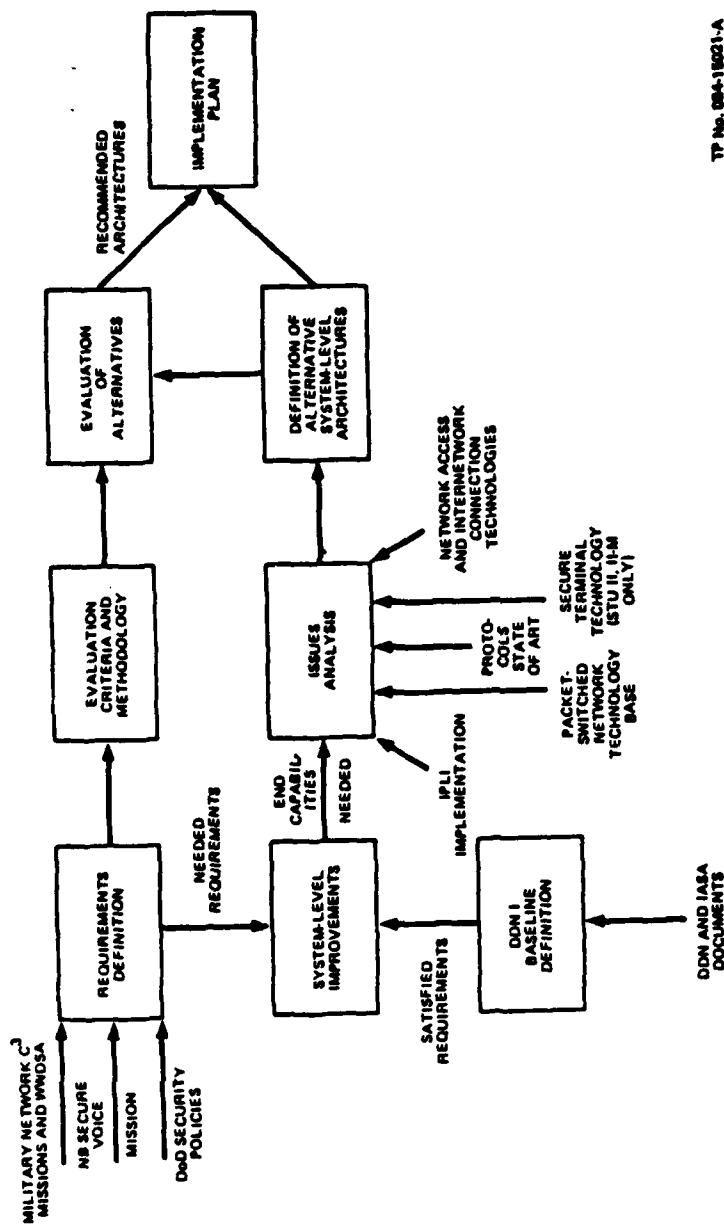 MILITARY NETWORK C3
MISSIONS AND WWDSA
NB SECURE
VOICE
MISSION
DoD SECURITY
POLICIES
REQUIREMENTS
DEFINITION
EVALUATION
CRITERIA AND
METHODOLOGY
EVALUATION
OF
ALTERNATIVES
RECOMMENDED
ARCHITECTURES
IMPLEMENTATION
PLAN
NEEDED
REQUIREMENTS
SYSTEM-LEVEL
IMPROVEMENTS
END
CAPABIL-
ITIES
NEEDED
ISSUES
ANALYSIS
DEFINITION OF
ALTERNATIVE
SYSTEM-LEVEL
ARCHITECTURES
SATISFIED
REQUIREMENTS
DDN I
BASELINE
DEFINITION
DDN AND IASA
DOCUMENTS
IPLI
IMPLEMENTATION
PACKET-
SWITCHED
NETWORK
TECHNOLOGY
BASE
PROTO-
COLS
STATE
OF ART
SECURE
TERMINAL
TECHNOLOGY
(STU II, II-M
ONLY)
NETWORK ACCESS
AND INTERNETWORK
CONNECTION
TECHNOLOGIES
TP No.